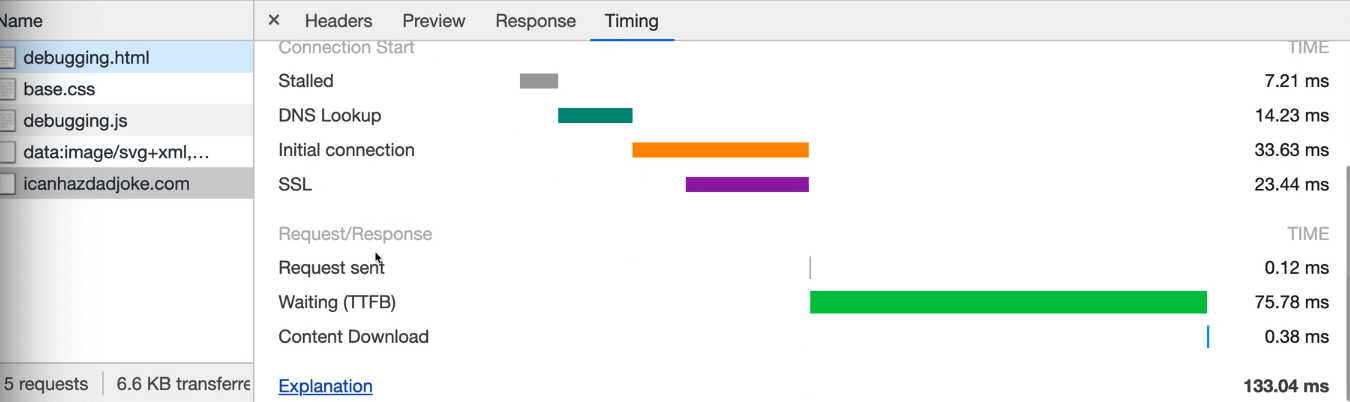 Name
× Headers Preview Response Timing
debugging.html
base.css
debugging.js
data:image/svg+xml,...
icanhazdadjoke.com
5 requests 6.6 KB transferre
Connection Start TIME
Stalled 7.21 ms
DNS Lookup 14.23 ms
Initial connection 33.63 ms
SSL 23.44 ms
Request/Response TIME
Request sent 0.12 ms
Waiting (TTFB) 75.78 ms
Content Download 0.38 ms
Explanation 133.04 ms